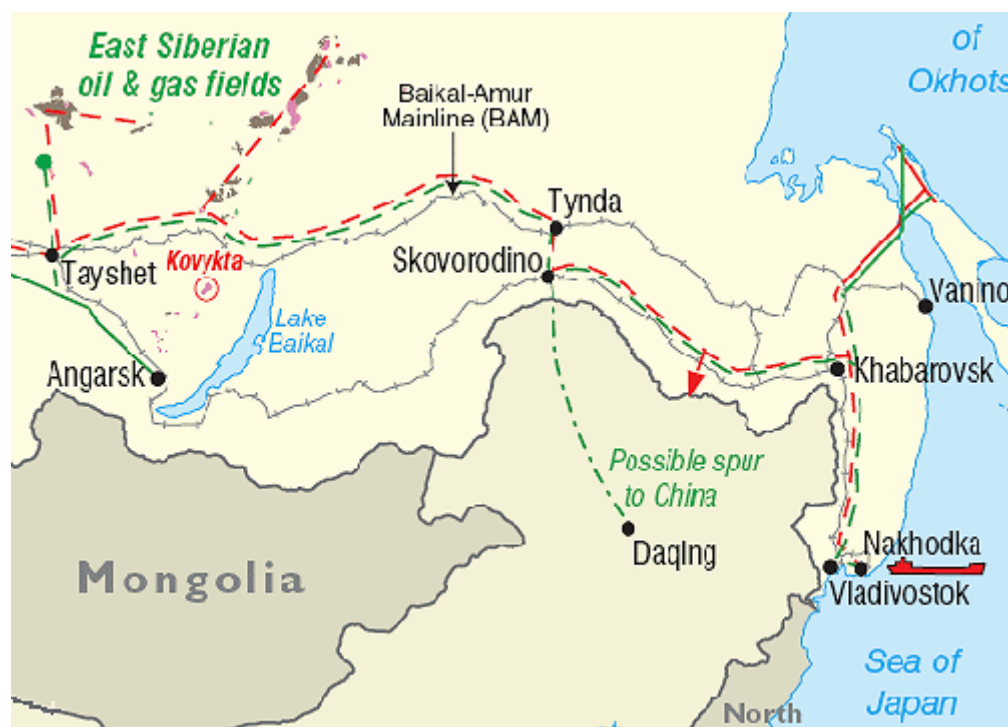 East Siberian
oil & gas fields
of
Okhots
Baikal-Amur
Mainline (BAM)
Tynda
Tayshet
Kovykta
Skovorodino
Vanino
Lake
Baikal
Angarsk
Khabarovsk
Possible spur
to China
Daqing
Nakhodka
Mongolia
Vladivostok
Sea of
Japan
North